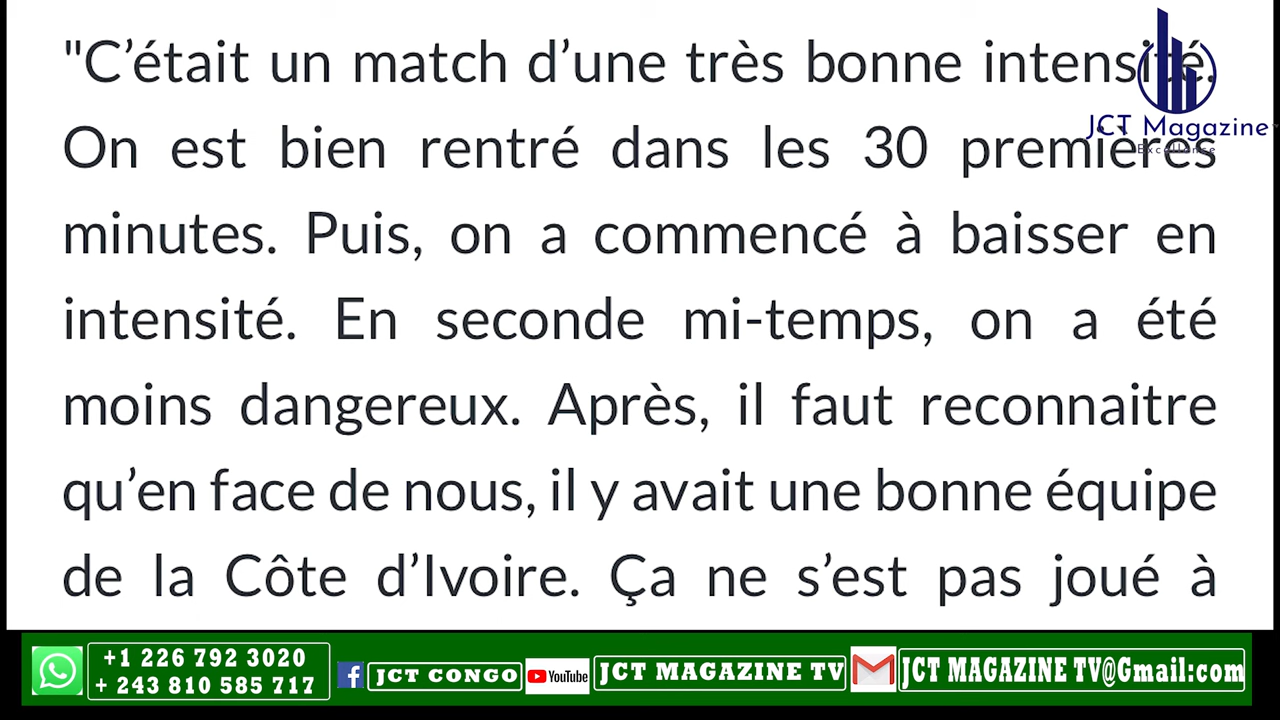 "C’était un match d’une très bonne intensité.
JCT Magazine
Excellence
On est bien rentré dans les 30 premières
minutes. Puis, on a commencé à baisser en
intensité. En seconde mi-temps, on a été
moins dangereux. Après, il faut reconnaitre
qu’en face de nous, il y avait une bonne équipe
de la Côte d’Ivoire. Ça ne s’est pas joué à
+1 226 792 3020
+ 243 810 585 717
JCT CONGO
YouTube
JCT MAGAZINE TV
JCT MAGAZINE TV@Gmail:com